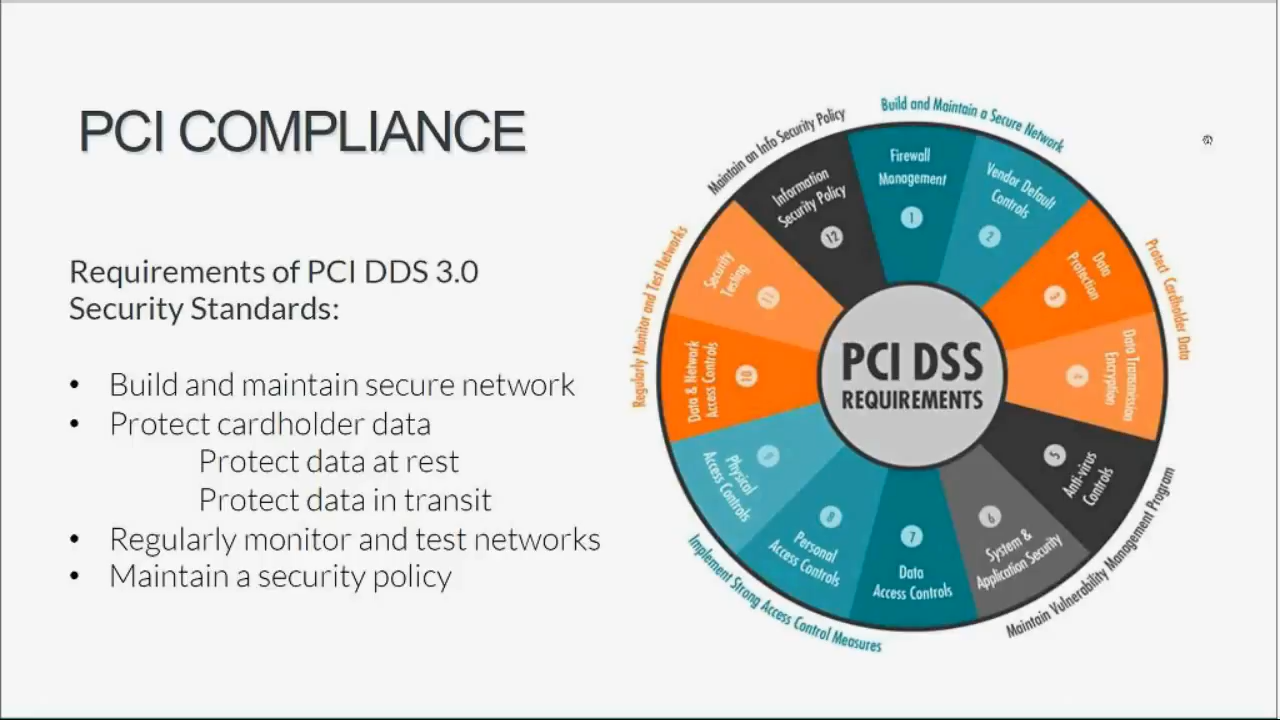 PCI COMPLIANCE
Requirements of PCI DDS 3.0
Security Standards:
• Build and maintain secure network
• Protect cardholder data
Protect data at rest
Protect data in transit
• Regularly monitor and test networks
• Maintain a security policy
Build and Maintain a Secure Network
Firewall
Management
1
Vendor Default
Controls
2
Protect Cardholder Data
Data
Protection
3
Data Transmission
Encryption
4
Maintain Vulnerability Management Program
Anti-virus
Controls
5
System &
Application Security
6
Implement Strong Access Control Measures
Data
Access Controls
7
Personal
Access Controls
8
Physical
Access Controls
9
Regularly Monitor and Test Networks
Data & Network
Access Controls
10
Security
Testing
11
Maintain an Info Security Policy
Information
Security Policy
12
PCI DSS
REQUIREMENTS